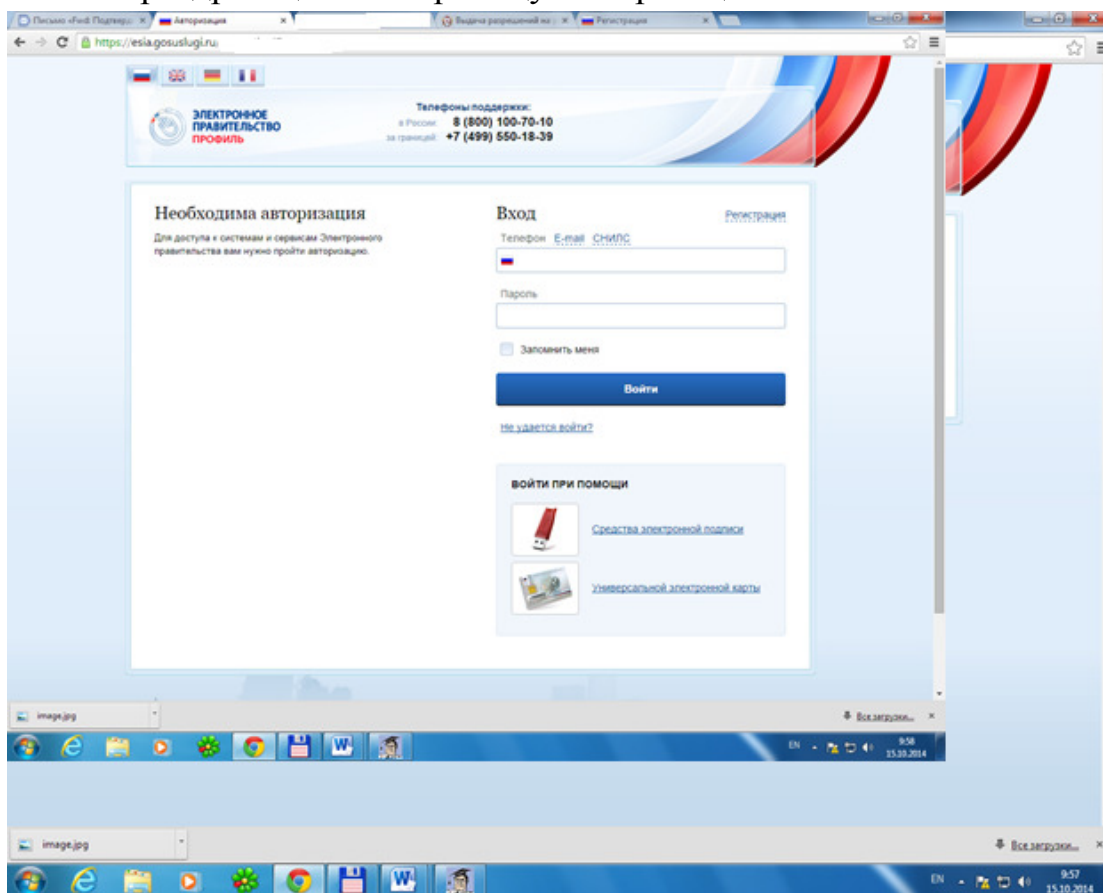 Письмо «Fwd: Подтверд
Авторизация
Выдача разрешений на
Регистрация
https://esia.gosuslugi.ru
ЭЛЕКТРОННОЕ
ПРАВИТЕЛЬСТВО
ПРОФИЛЬ
Телефоны поддержки:
в России: 8 (800) 100-70-10
за границей: +7 (499) 550-18-39
Необходима авторизация
Для доступа к системам и сервисам Электронного
правительства вам нужно пройти авторизацию.
Вход
Регистрация
Телефон E-mail СНИЛС
Пароль
Запомнить меня
Войти
Не удается войти?
ВОЙТИ ПРИ ПОМОЩИ
Средства электронной подписи
Универсальной электронной карты
image.jpg
Все загрузки...
EN
9:58
15.10.2014
image.jpg
Все загрузки...
EN
9:57
15.10.2014